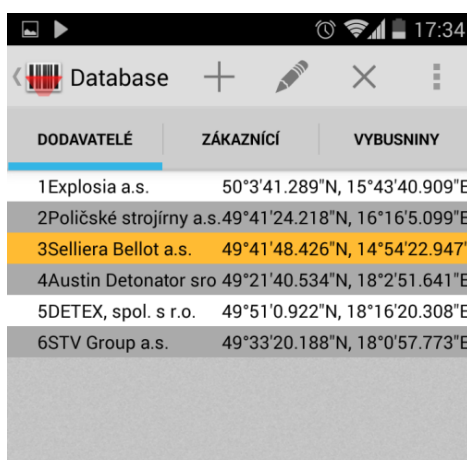 17:34
Database
DODAVATELÉ ZÁKAZNÍCÍ VYBUSNINY
1Explosia a.s. 50°3'41.289"N, 15°43'40.909"E
2Poličské strojírny a.s.49°41'24.218"N, 16°16'5.099"E
3Selliera Bellot a.s. 49°41'48.426"N, 14°54'22.947"
4Austin Detonator sro 49°21'40.534"N, 18°2'51.641"E
5DETEX, spol. s r.o. 49°51'0.922"N, 18°16'20.308"E
6STV Group a.s. 49°33'20.188"N, 18°0'57.773"E